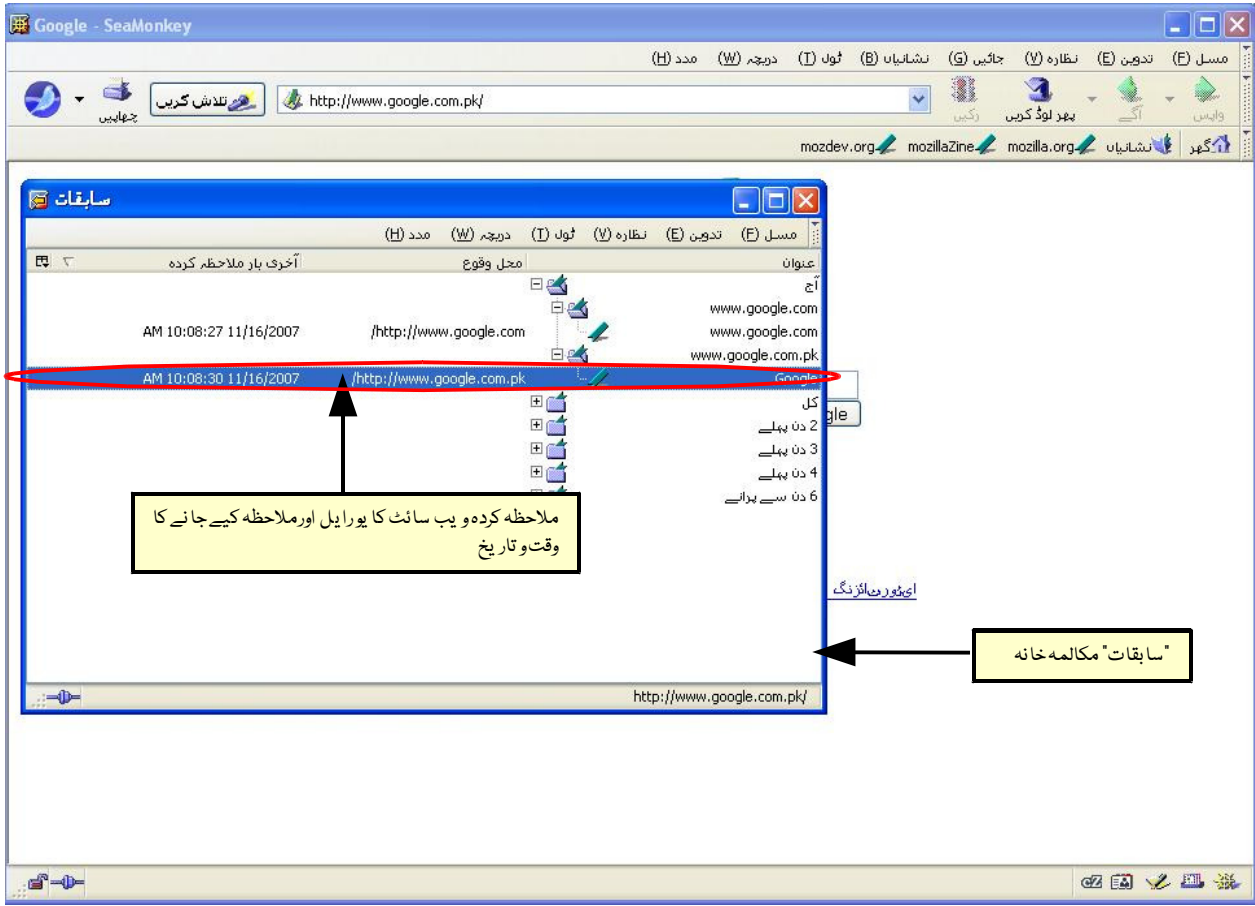 Google - SeaMonkey
مسل (F) تدوین (E) نظارہ (V) جائیں (G) نشانیاں (B) ٹول (T) دریچہ (W) مدد (H)
واپس آگے پھر لوڈ کریں رکیں http://www.google.com.pk/ تلاش کریں چھاپیں
گھر نشانیاں mozilla.org mozillaZine mozdev.org
سابقات
مسل (F) تدوین (E) نظارہ (V) ٹول (T) دریچہ (W) مدد (H)
عنوان محل وقوع آخری بار ملاحظہ کردہ
آج
www.google.com
www.google.com http://www.google.com/ 11/16/2007 10:08:27 AM
www.google.com.pk
Google http://www.google.com.pk/ 11/16/2007 10:08:30 AM
کل
2 دن پہلے
3 دن پہلے
4 دن پہلے
6 دن سے پرانے
gle
ملاحظہ کردہ ویب سائٹ کا یو رایل اور ملاحظہ کیے جانے کا
وقت و تاریخ
"سابقات" مکالمہ خانہ
http://www.google.com.pk/